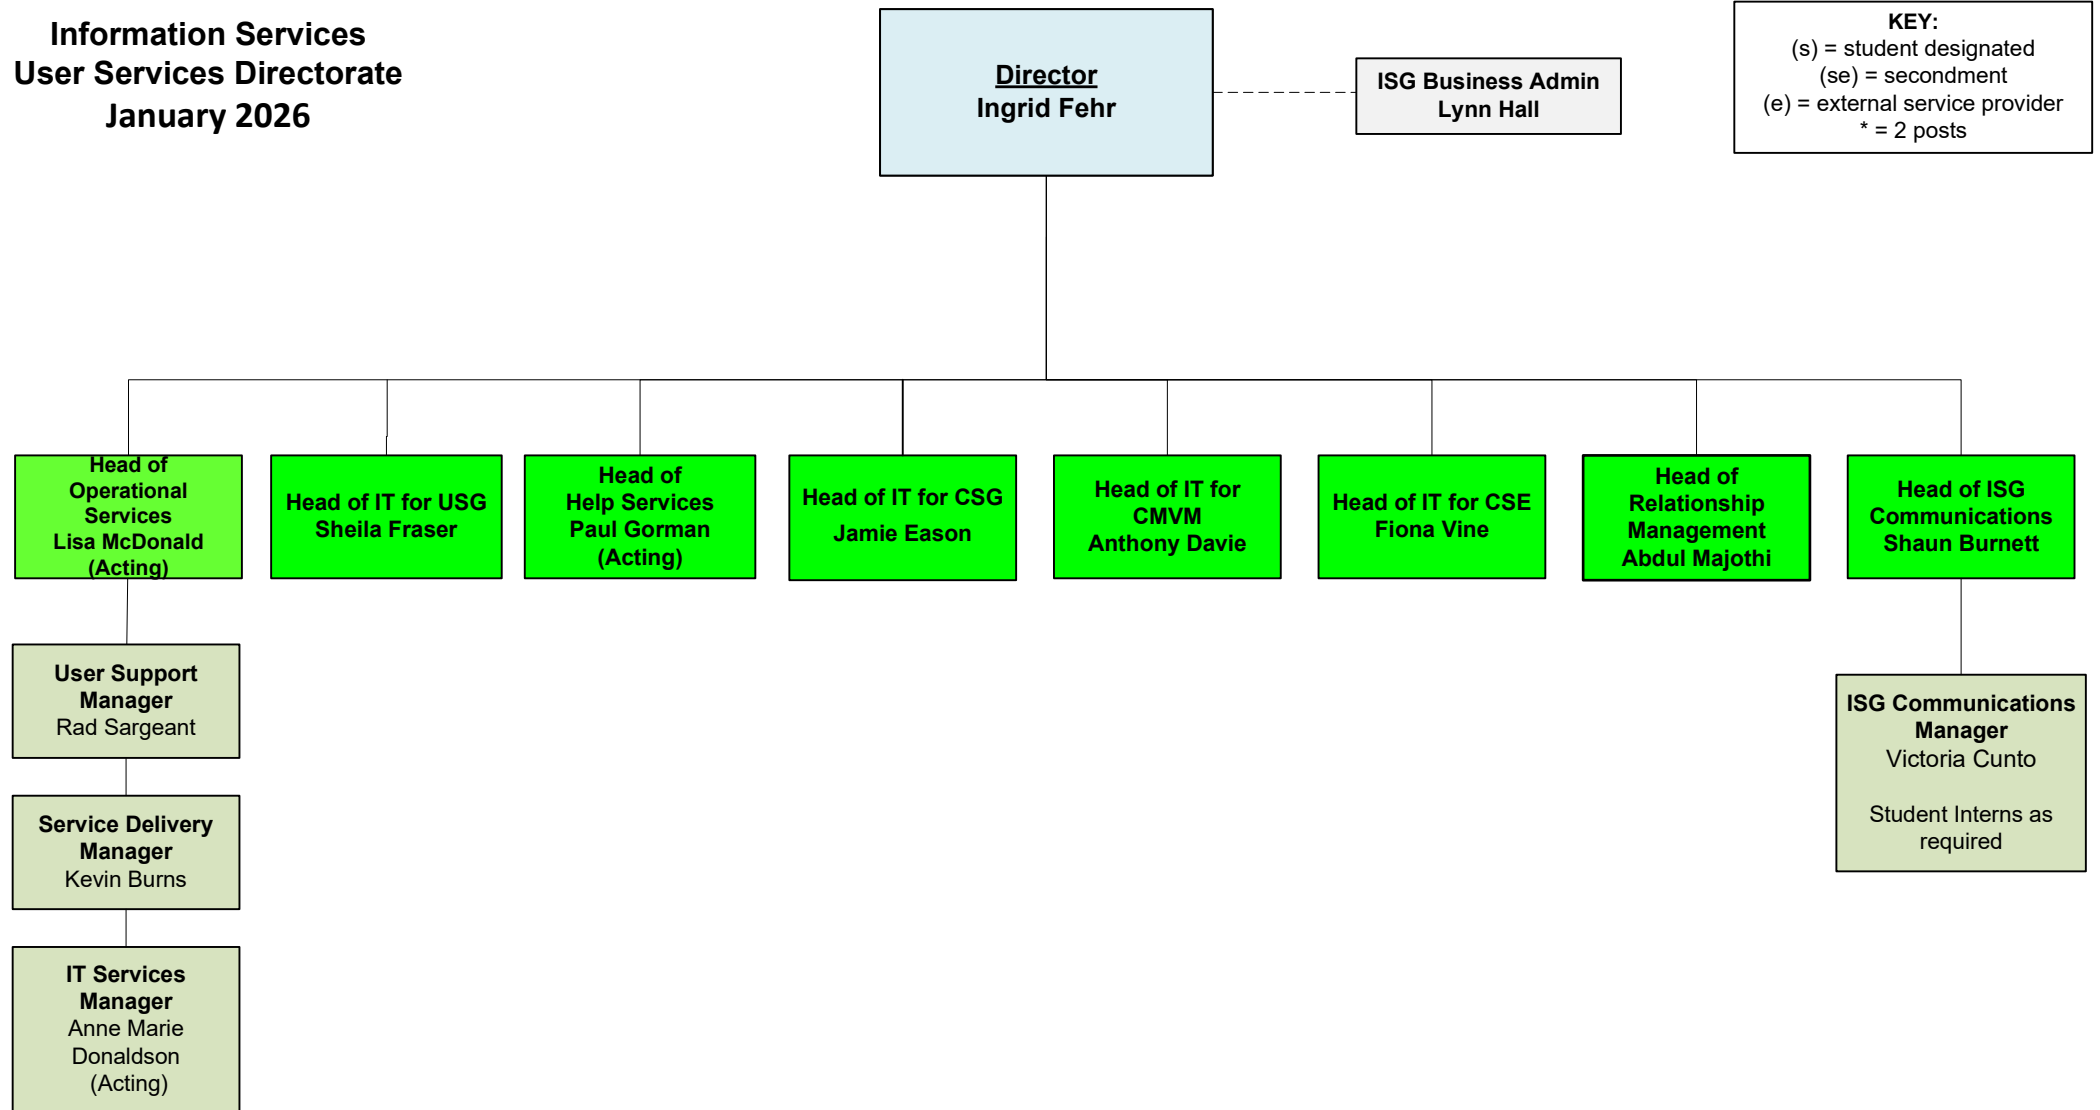 Information Services
User Services Directorate
January 2026
Director
Ingrid Fehr
ISG Business Admin
Lynn Hall
KEY:
(s) = student designated
(se) = secondment
(e) = external service provider
* = 2 posts
Head of
Operational
Services
Lisa McDonald
(Acting)
Head of IT for USG
Sheila Fraser
Head of
Help Services
Paul Gorman
(Acting)
Head of IT for CSG
Jamie Eason
Head of IT for
CMVM
Anthony Davie
Head of IT for CSE
Fiona Vine
Head of
Relationship
Management
Abdul Majothi
Head of ISG
Communications
Shaun Burnett
User Support
Manager
Rad Sargeant
Service Delivery
Manager
Kevin Burns
IT Services
Manager
Anne Marie
Donaldson
(Acting)
ISG Communications
Manager
Victoria Cunto
Student Interns as
required